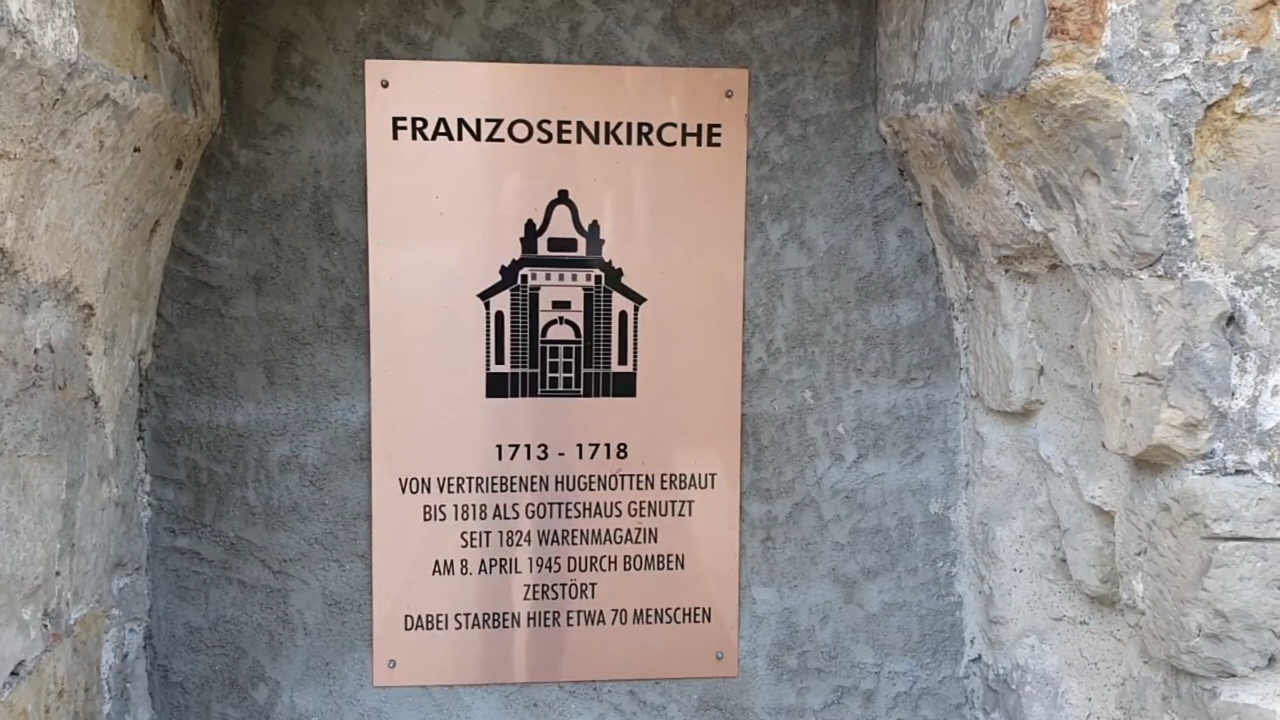 FRANZOSENKIRCHE
1713 - 1718
VON VERTRIEBENEN HUGENOTTEN ERBAUT
BIS 1818 ALS GOTTESHAUS GENUTZT
SEIT 1824 WARENMAGAZIN
AM 8. APRIL 1945 DURCH BOMBEN
ZERSTÖRT
DABEI STARBEN HIER ETWA 70 MENSCHEN